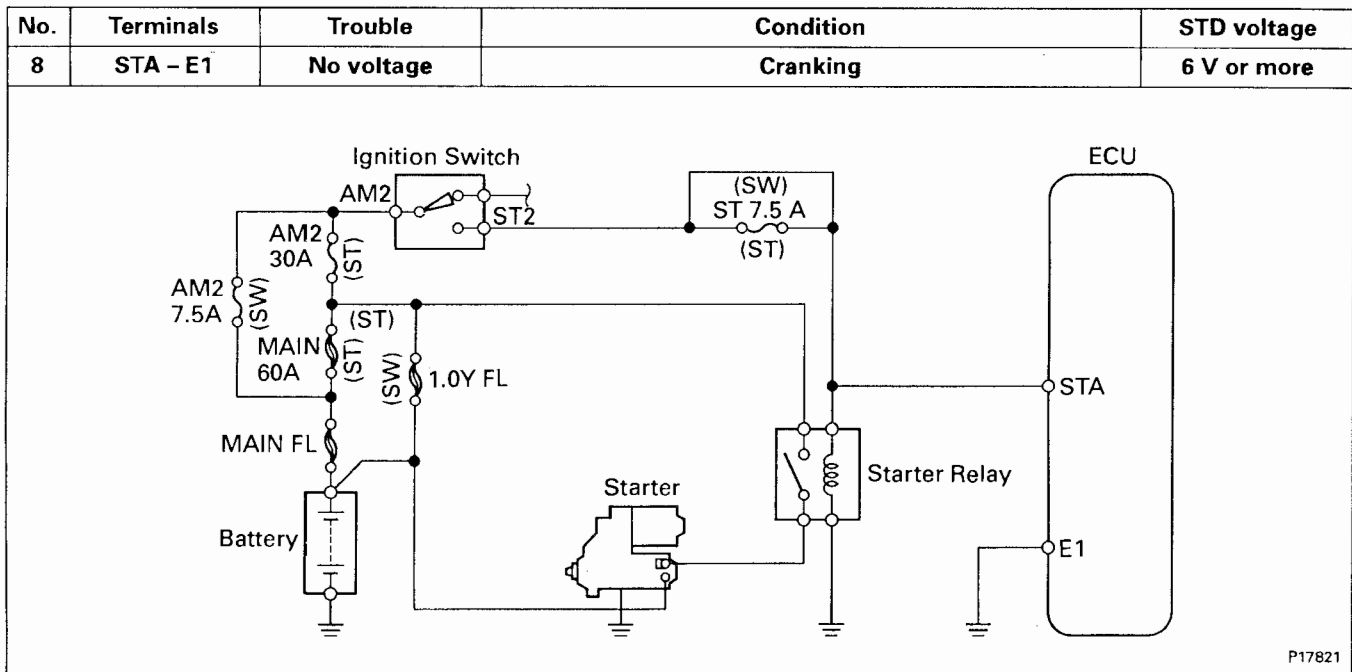 No. Terminals Trouble Condition STD voltage
8 STA – E1 No voltage Cranking 6 V or more
Ignition Switch
ECU
AM2
ST2
(SW)
ST 7.5 A
(ST)
AM2
30A
(ST)
AM2
7.5A
(SW)
(ST)
MAIN
60A
(ST)
(SW)
1.0Y FL
STA
MAIN FL
Starter Relay
Starter
Battery
E1
P17821